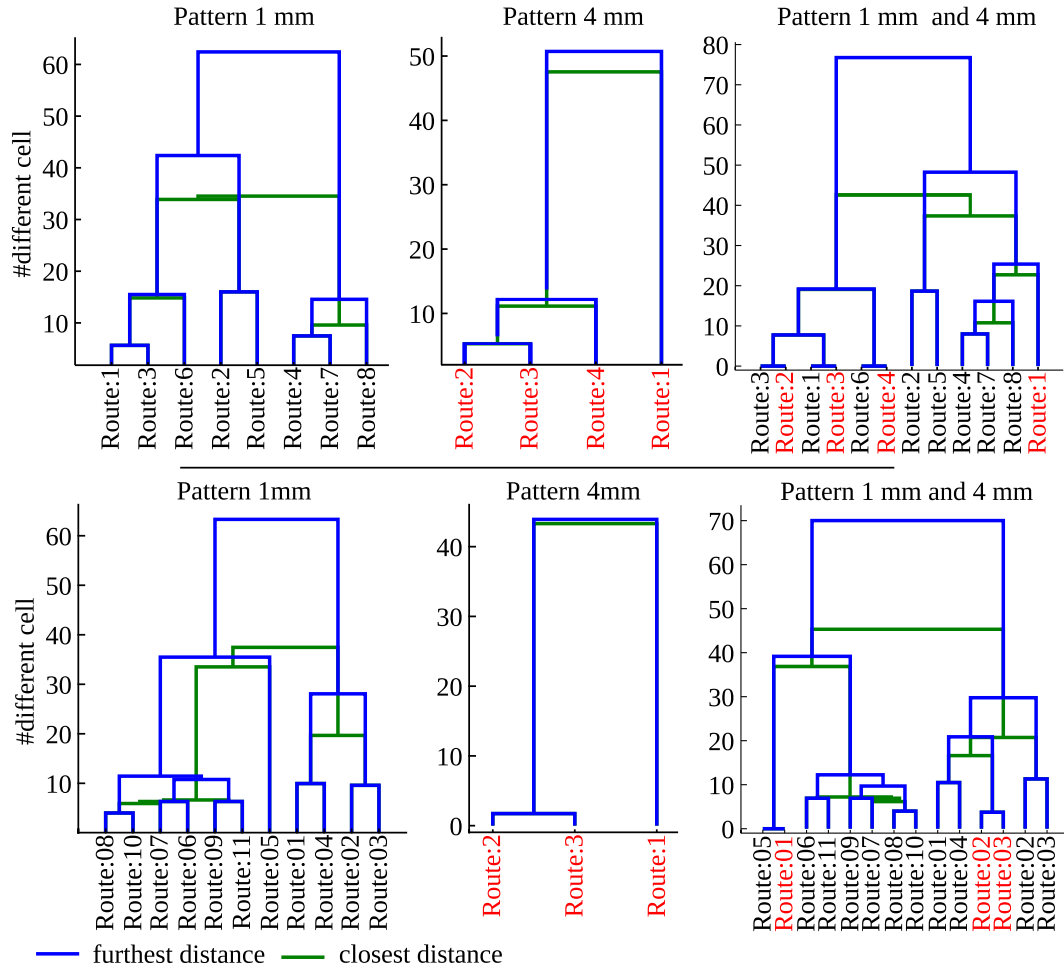 Pattern 1 mm
Pattern 4 mm
Pattern 1 mm and 4 mm
#different cell
60
50
40
30
20
10
Route:1
Route:3
Route:6
Route:2
Route:5
Route:4
Route:7
Route:8
50
40
30
20
10
Route:2
Route:3
Route:4
Route:1
80
70
60
50
40
30
20
10
0
Route:3
Route:2
Route:1
Route:3
Route:6
Route:4
Route:2
Route:5
Route:4
Route:7
Route:8
Route:1
Pattern 1mm
Pattern 4mm
Pattern 1 mm and 4 mm
#different cell
60
50
40
30
20
10
Route:08
Route:10
Route:07
Route:06
Route:09
Route:11
Route:05
Route:01
Route:04
Route:02
Route:03
40
30
20
10
0
Route:2
Route:3
Route:1
70
60
50
40
30
20
10
0
Route:05
Route:01
Route:06
Route:11
Route:09
Route:07
Route:08
Route:10
Route:01
Route:04
Route:02
Route:03
Route:02
Route:03
furthest distance
closest distance